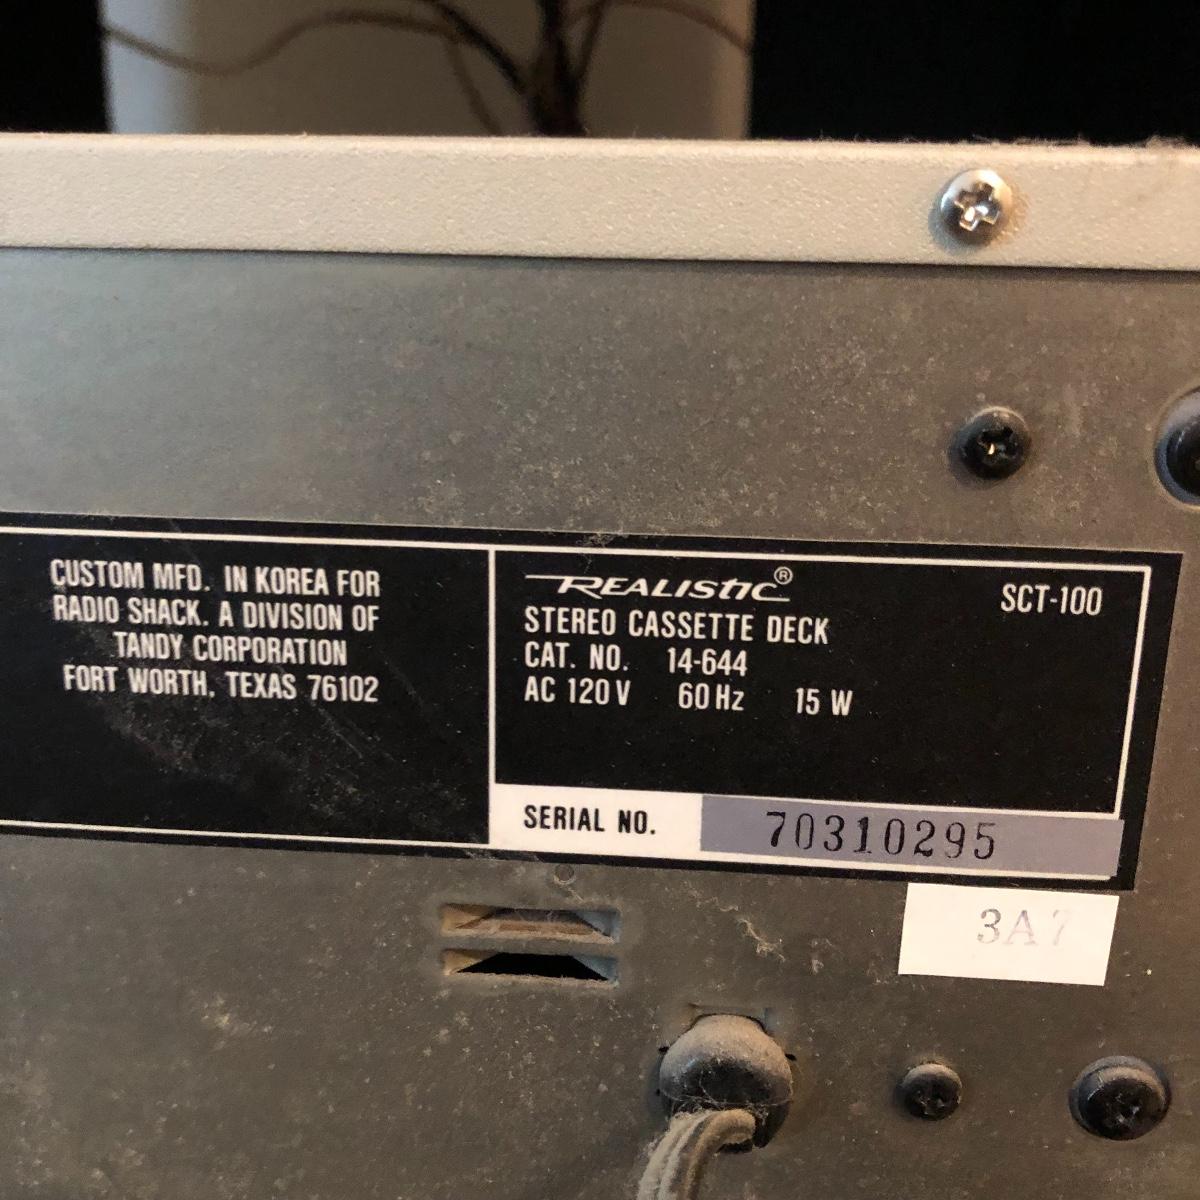 CUSTOM MFD. IN KOREA FOR
RADIO SHACK. A DIVISION OF
TANDY CORPORATION
FORT WORTH, TEXAS 76102
REALISTIC®
SCT-100
STEREO CASSETTE DECK
CAT. NO. 14-644
AC 120 V 60 Hz 15 W
SERIAL NO. 70310295
3A7